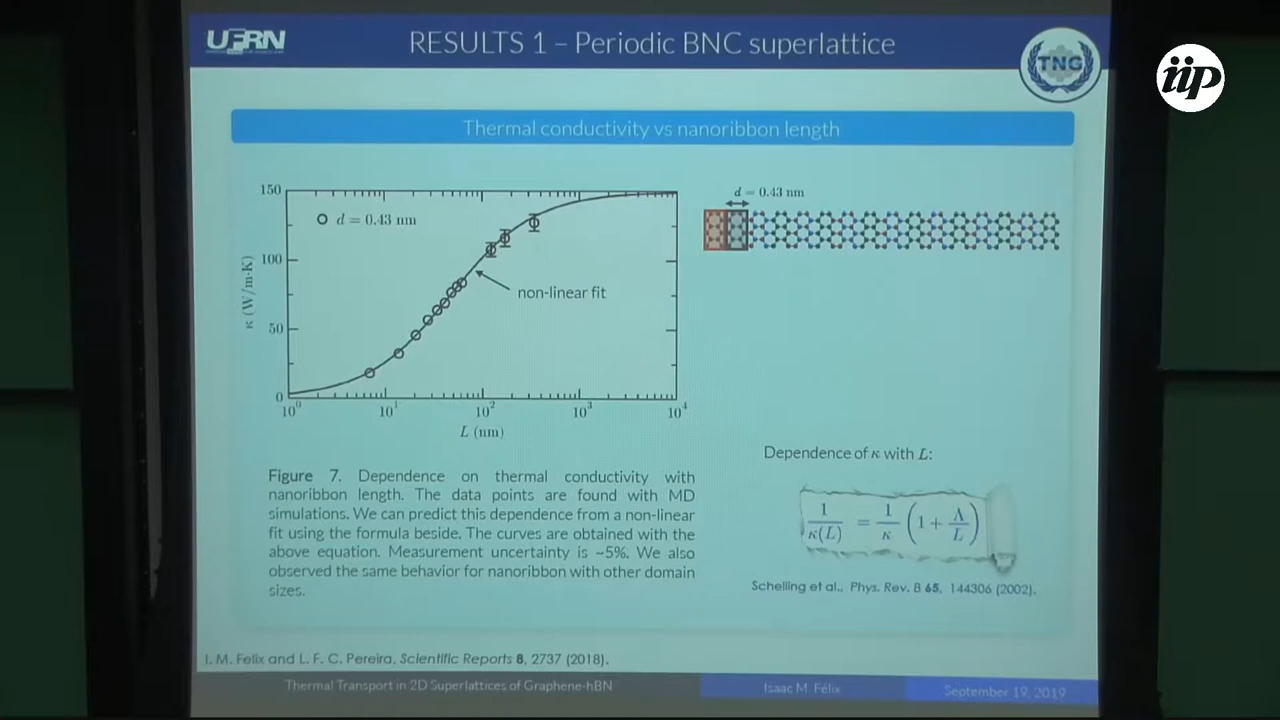 UFRN
RESULTS 1 – Periodic BNC superlattice
TNG
iip
Thermal conductivity vs nanoribbon length
150
100
50
0
κ (W/m·K)
d = 0.43 nm
non-linear fit
10⁰ 10¹ 10² 10³ 10⁴
L (nm)
d = 0.43 nm
Figure 7. Dependence on thermal conductivity with
nanoribbon length. The data points are found with MD
simulations. We can predict this dependence from a non-linear
fit using the formula beside. The curves are obtained with the
above equation. Measurement uncertainty is ~5%. We also
observed the same behavior for nanoribbon with other domain
sizes.
Dependence of κ with L:
1/κ(L) = 1/κ (1 + Λ/L)
Schelling et al., Phys. Rev. B 65, 144306 (2002).
I. M. Felix and L. F. C. Pereira, Scientific Reports 8, 2737 (2018).
Thermal Transport in 2D Superlattices of Graphene-hBN
Isaac M. Félix
September 19, 2019